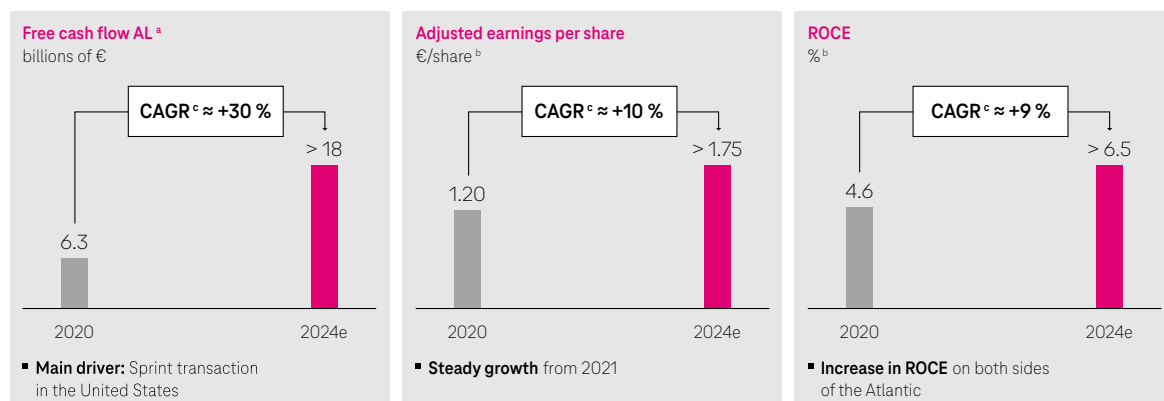 Free cash flow AL ᵃ
billions of €
CAGR ᶜ ≈ +30 %
> 18
6.3
2020
2024e
▪ Main driver: Sprint transaction
in the United States
Adjusted earnings per share
€/share ᵇ
CAGR ᶜ ≈ +10 %
> 1.75
1.20
2020
2024e
▪ Steady growth from 2021
ROCE
% ᵇ
CAGR ᶜ ≈ +9 %
> 6.5
4.6
2020
2024e
▪ Increase in ROCE on both sides
of the Atlantic